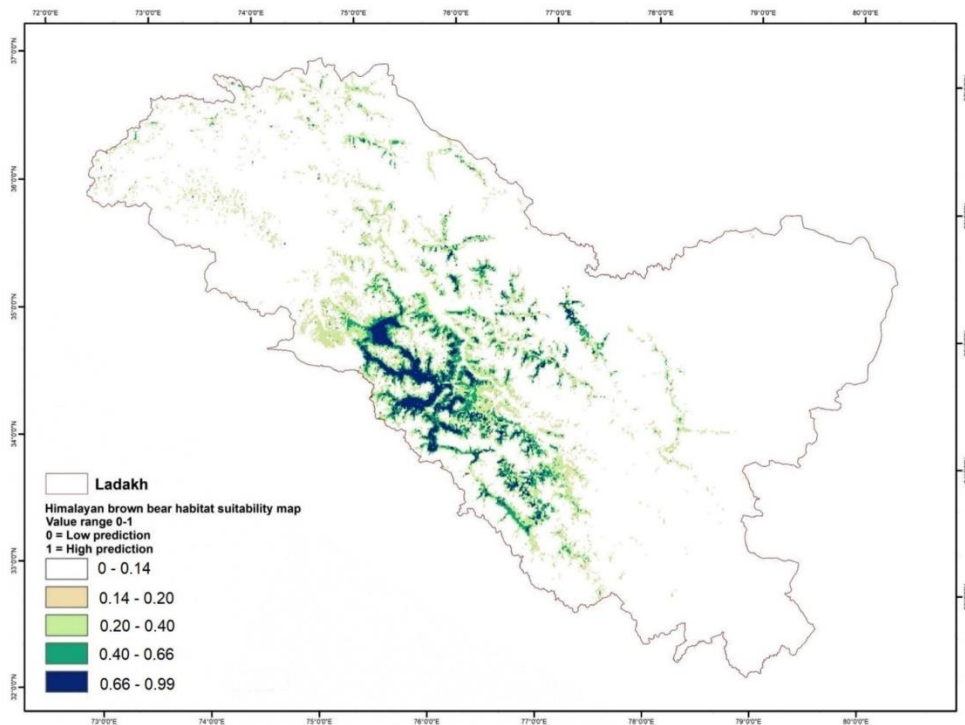 72°0'0"E 73°0'0"E 74°0'0"E 75°0'0"E 76°0'0"E 77°0'0"E 78°0'0"E 79°0'0"E 80°0'0"E
37°0'0"N
36°0'0"N
35°0'0"N
34°0'0"N
33°0'0"N
32°0'0"N
Ladakh
Himalayan brown bear habitat suitability map
Value range 0-1
0 = Low prediction
1 = High prediction
0 - 0.14
0.14 - 0.20
0.20 - 0.40
0.40 - 0.66
0.66 - 0.99
73°0'0"E 74°0'0"E 75°0'0"E 76°0'0"E 77°0'0"E 78°0'0"E 79°0'0"E 80°0'0"E